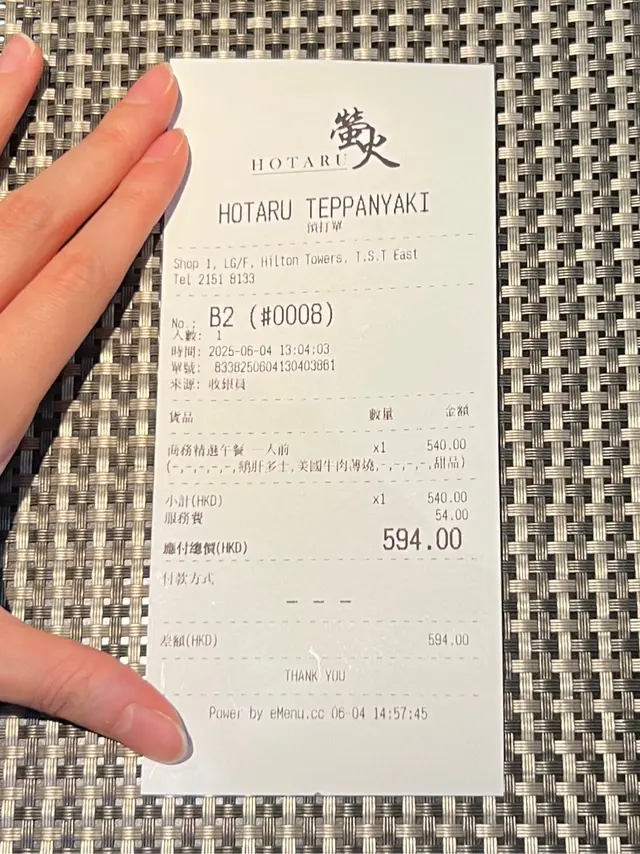 螢火
HOTARU
HOTARU TEPPANYAKI
預打單
Shop 1, LG/F, Hilton Towers, T.S.T East
Tel 2151 8133
No.: B2 (#0008)
人數: 1
時間: 2025-06-04 13:04:03
單號: 8338250604130403861
來源: 收銀員
貨品 數量 金額
商務精選午餐 一人前 x1 540.00
(-,-,-,-,-,鵝肝多士,美國牛肉薄燒,-,-,-,-,甜品)
小計(HKD) x1 540.00
服務費 54.00
應付總價(HKD) 594.00
付款方式
— — —
差額(HKD) 594.00
THANK YOU
Power by eMenu.cc 06-04 14:57:45